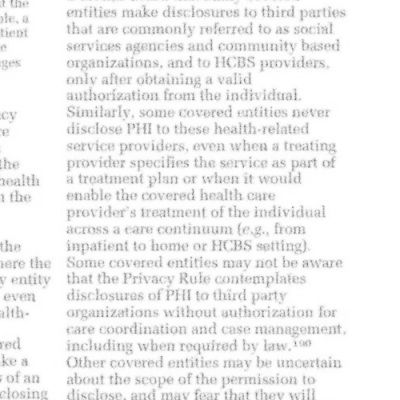 entities make disclosures to third parties
that are commonly referred to as social
services agencies and community based
organizations, and to HCBS providers,
only after obtaining a valid
authorization from the individual.
Similarly, some covered entities never
disclose PHI to these health-related
service providers, even when a treating
provider specifies the service as part of
a treatment plan or when it would
enable the covered health care
provider's treatment of the individual
across a care continuum (e.g., from
inpatient to home or HCBS setting).
Some covered entities may not be aware
that the Privacy Rule contemplates
disclosures of PHI to third party
organizations without authorization for
care coordination and case management,
including when required by law.¹⁹⁰
Other covered entities may be uncertain
about the scope of the permission to
disclose, and may fear that they will